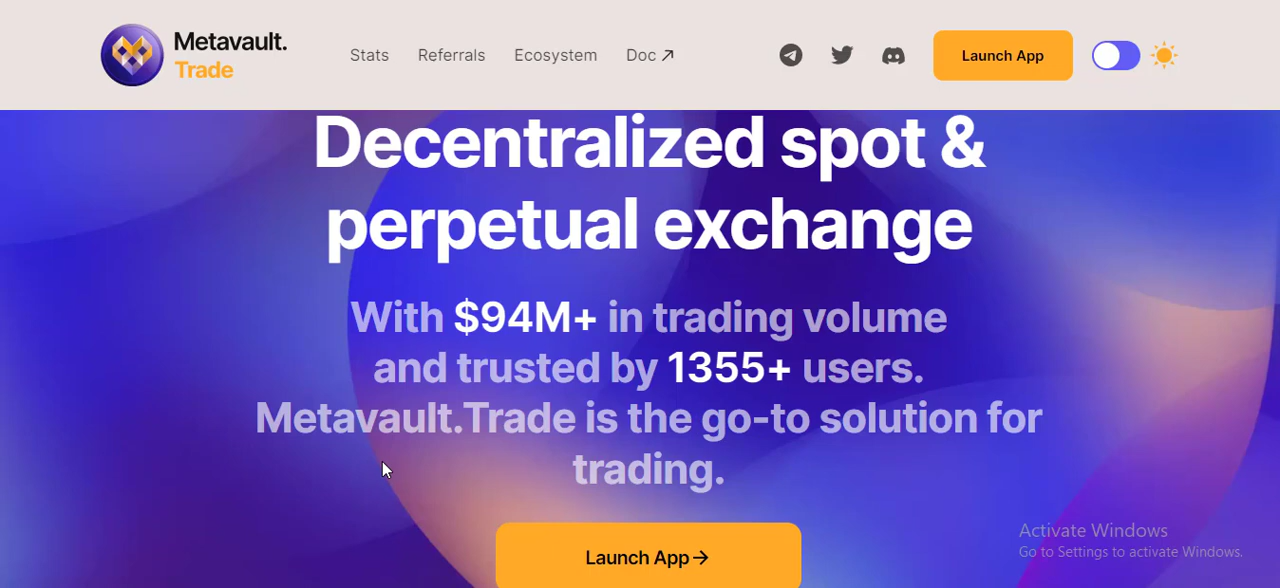 Metavault.
Trade
Stats
Referrals
Ecosystem
Doc
Launch App
Decentralized spot &
perpetual exchange
With $94M+ in trading volume
and trusted by 1355+ users.
Metavault.Trade is the go-to solution for
trading.
Launch App
Activate Windows
Go to Settings to activate Windows.